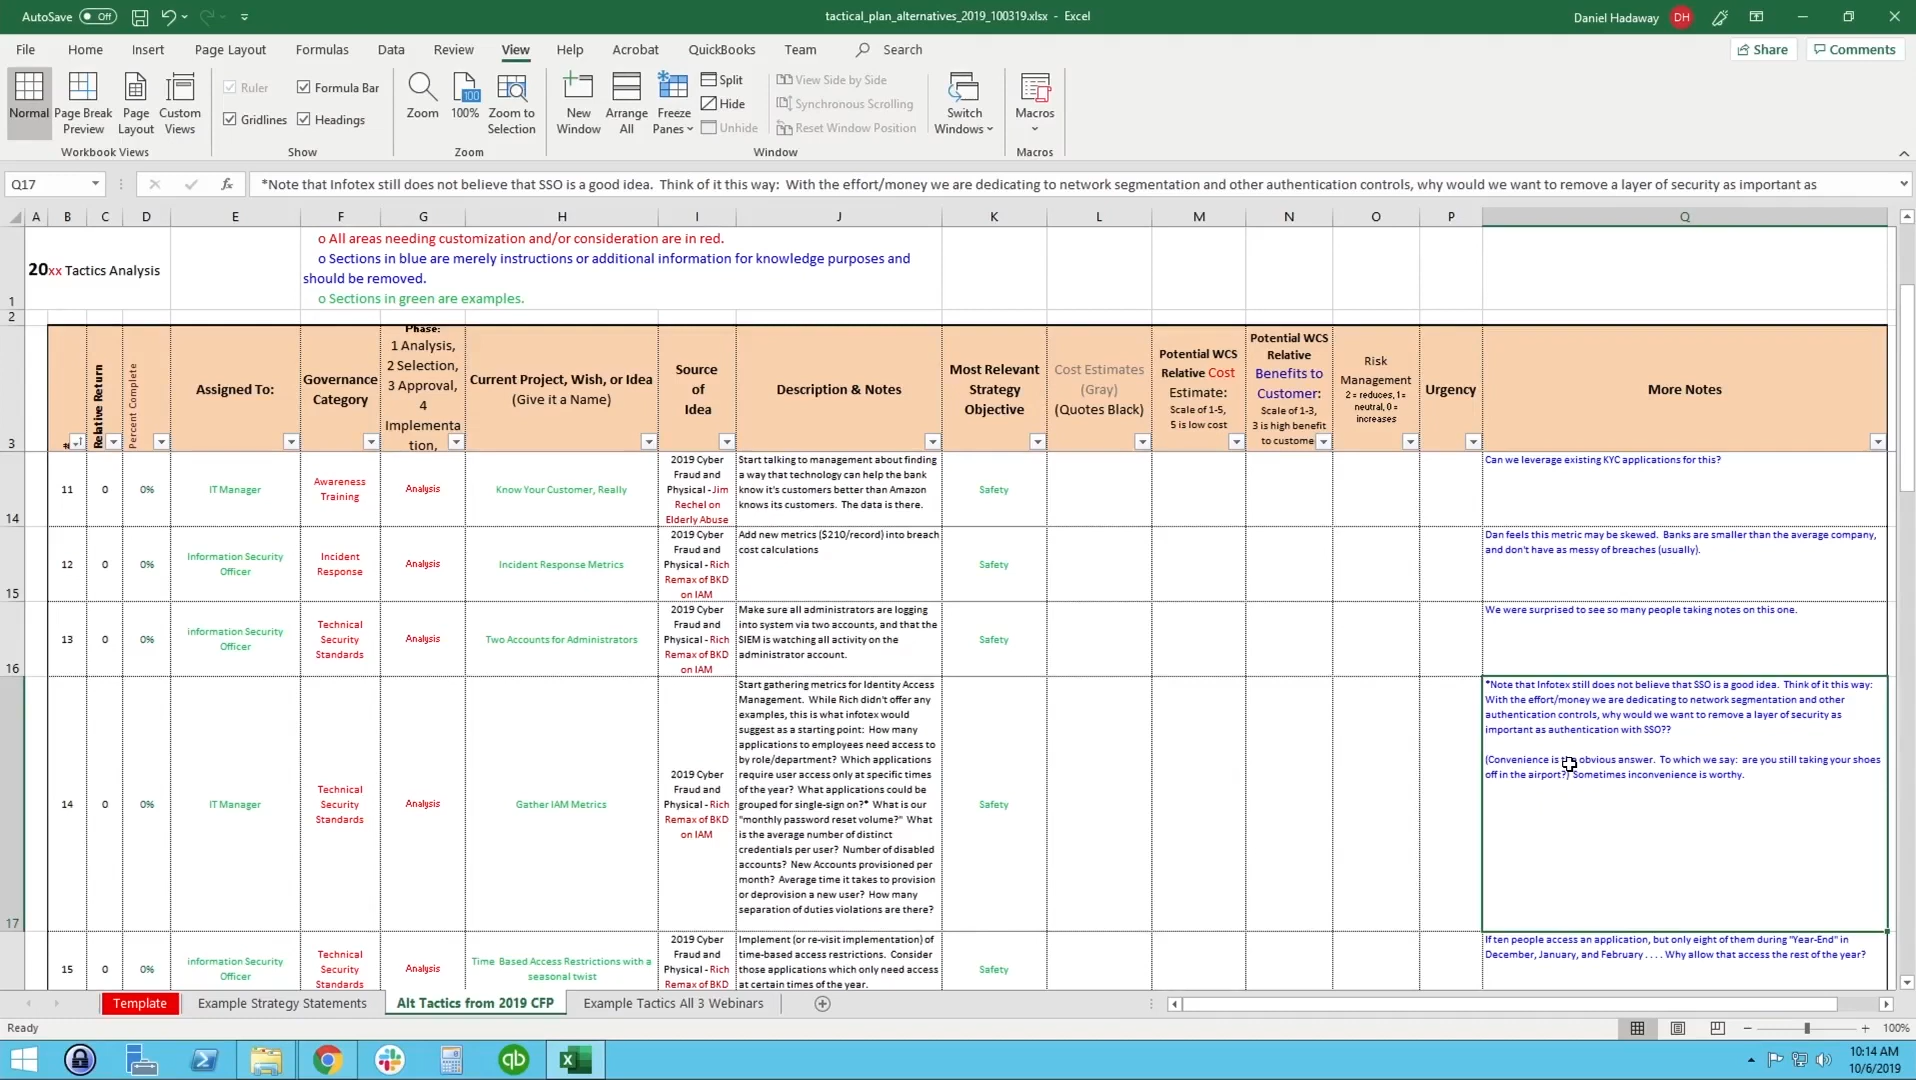 AutoSave Off
tactical_plan_alternatives_2019_100319.xlsx - Excel
Daniel Hadaway DH
File Home Insert Page Layout Formulas Data Review View Help Acrobat QuickBooks Team Search
Share Comments
Normal
Page Break Preview
Page Layout
Custom Views
Workbook Views
Ruler
Formula Bar
Gridlines
Headings
Show
Zoom
100%
Zoom to Selection
Zoom
New Window
Arrange All
Freeze Panes
Split
Hide
Unhide
View Side by Side
Synchronous Scrolling
Reset Window Position
Window
Switch Windows
Macros
Macros
Q17
fx
*Note that Infotex still does not believe that SSO is a good idea.  Think of it this way:  With the effort/money we are dedicating to network segmentation and other authentication controls, why would we want to remove a layer of security as important as
A B C D E F G H I J K L M N O P Q
1
20xx Tactics Analysis
o All areas needing customization and/or consideration are in red.
o Sections in blue are merely instructions or additional information for knowledge purposes and
should be removed.
o Sections in green are examples.
2
3
#
Relative Return
Percent Complete
Assigned To:
Governance
Category
Phase:
1 Analysis,
2 Selection,
3 Approval,
4
Implementa
tion,
Current Project, Wish, or Idea
(Give it a Name)
Source
of
Idea
Description & Notes
Most Relevant
Strategy
Objective
Cost Estimates
(Gray)
(Quotes Black)
Potential WCS
Relative Cost
Estimate:
Scale of 1-5,
5 is low cost
Potential WCS
Relative
Benefits to
Customer:
Scale of 1-3,
3 is high benefit
to custome
Risk
Management
2 = reduces, 1=
neutral, 0 =
increases
Urgency
More Notes
14
11
0
0%
IT Manager
Awareness
Training
Analysis
Know Your Customer, Really
2019 Cyber
Fraud and
Physical - Jim
Rechel on
Elderly Abuse
Start talking to management about finding
a way that technology can help the bank
know it's customers better than Amazon
knows its customers.  The data is there.
Safety
Can we leverage existing KYC applications for this?
15
12
0
0%
Information Security
Officer
Incident
Response
Analysis
Incident Response Metrics
2019 Cyber
Fraud and
Physical - Rich
Remax of BKD
on IAM
Add new metrics ($210/record) into breach
cost calculations
Safety
Dan feels this metric may be skewed.  Banks are smaller than the average company,
and don't have as messy of breaches (usually).
16
13
0
0%
information Security
Officer
Technical
Security
Standards
Analysis
Two Accounts for Administrators
2019 Cyber
Fraud and
Physical - Rich
Remax of BKD
on IAM
Make sure all administrators are logging
into system via two accounts, and that the
SIEM is watching all activity on the
administrator account.
Safety
We were surprised to see so many people taking notes on this one.
17
14
0
0%
IT Manager
Technical
Security
Standards
Analysis
Gather IAM Metrics
2019 Cyber
Fraud and
Physical - Rich
Remax of BKD
on IAM
Start gathering metrics for Identity Access
Management.  While Rich didn't offer any
examples, this is what infotex would
suggest as a starting point:  How many
applications to employees need access to
by role/department?  Which applications
require user access only at specific times
of the year?  What applications could be
grouped for single-sign on?*  What is our
"monthly password reset volume?"  What
is the average number of distinct
credentials per user?  Number of disabled
accounts?  New Accounts provisioned per
month?  Average time it takes to provision
or deprovision a new user?  How many
separation of duties violations are there?
Safety
*Note that Infotex still does not believe that SSO is a good idea.  Think of it this way:
With the effort/money we are dedicating to network segmentation and other
authentication controls, why would we want to remove a layer of security as
important as authentication with SSO??
(Convenience is obvious answer.  To which we say:  are you still taking your shoes
off in the airport?) Sometimes inconvenience is worthy.
15
0
0%
information Security
Officer
Technical
Security
Standards
Analysis
Time  Based Access Restrictions with a
seasonal twist
2019 Cyber
Fraud and
Physical - Rich
Remax of BKD
Implement (or re-visit implementation) of
time-based access restrictions.  Consider
those applications which only need access
at certain times of the year.
Safety
If ten people access an application, but only eight of them during "Year-End" in
December, January, and February . . . . Why allow that access the rest of the year?
Template
Example Strategy Statements
Alt Tactics from 2019 CFP
Example Tactics All 3 Webinars
Ready
100%
10:14 AM
10/6/2019